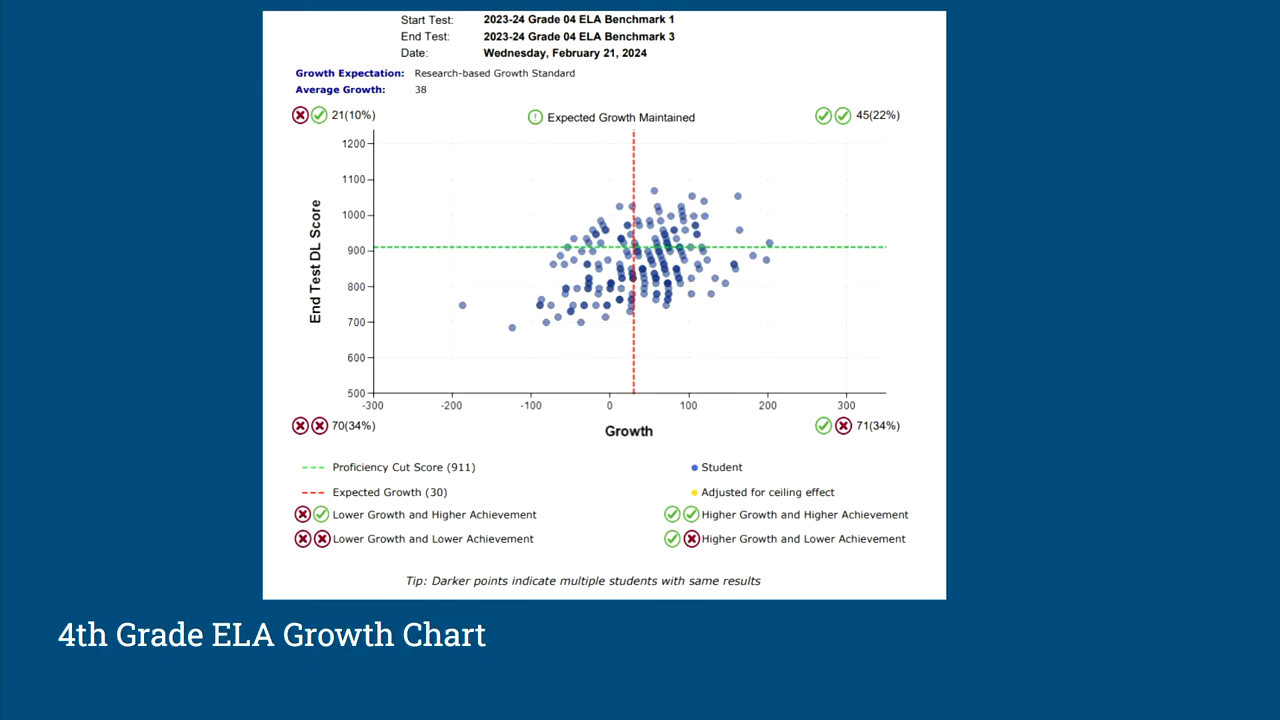 Start Test: 2023-24 Grade 04 ELA Benchmark 1
End Test: 2023-24 Grade 04 ELA Benchmark 3
Date: Wednesday, February 21, 2024
Growth Expectation: Research-based Growth Standard
Average Growth: 38
21(10%)
Expected Growth Maintained
45(22%)
End Test DL Score
1200
1100
1000
900
800
700
600
500
-300 -200 -100 0 100 200 300
Growth
70(34%)
71(34%)
Proficiency Cut Score (911)
Student
Expected Growth (30)
Adjusted for ceiling effect
Lower Growth and Higher Achievement
Higher Growth and Higher Achievement
Lower Growth and Lower Achievement
Higher Growth and Lower Achievement
Tip: Darker points indicate multiple students with same results
4th Grade ELA Growth Chart